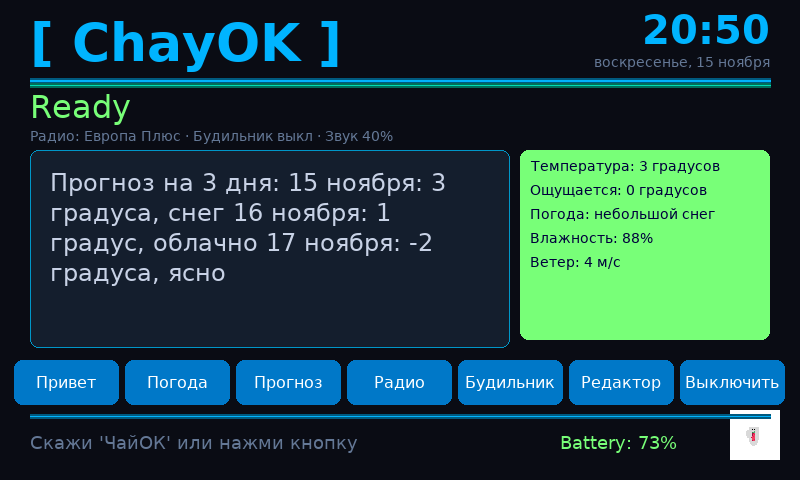 [ ChayOK ]
20:50
воскресенье, 15 ноября
Ready
Радио: Европа Плюс · Будильник выкл · Звук 40%
Прогноз на 3 дня: 15 ноября: 3
градуса, снег 16 ноября: 1
градус, облачно 17 ноября: -2
градуса, ясно
Температура: 3 градусов
Ощущается: 0 градусов
Погода: небольшой снег
Влажность: 88%
Ветер: 4 м/с
Привет
Погода
Прогноз
Радио
Будильник
Редактор
Выключить
Скажи 'ЧайОК' или нажми кнопку
Battery: 73%